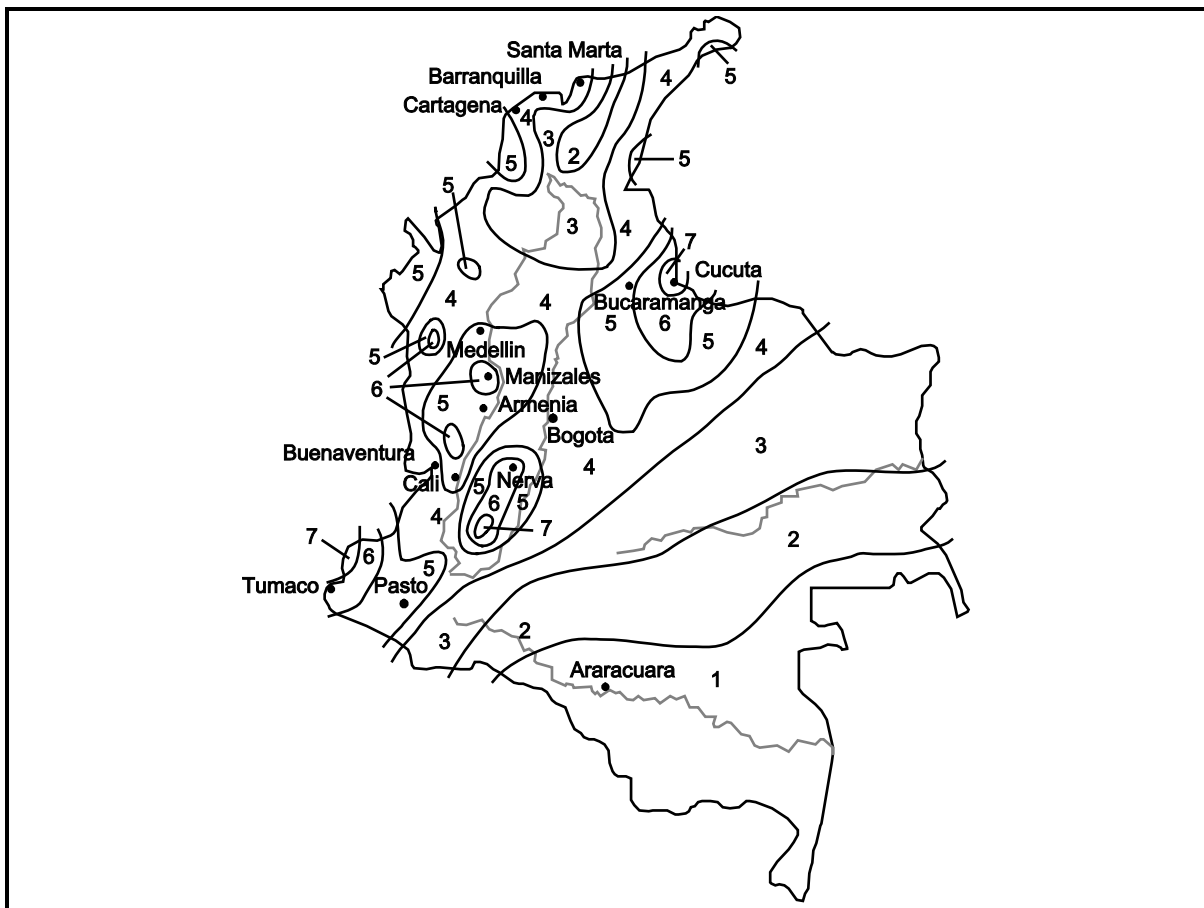 Santa Marta
Barranquilla
4
5
Cartagena
4
3
2
5
5
5
3
4
7
5
Cucuta
4
4
Bucaramanga
5
6
5
4
Medellin
5
Manizales
6
5
Armenia
Bogota
3
Buenaventura
4
Cali
5
Nerva
6
5
4
7
7
6
2
5
Tumaco
Pasto
2
3
Araracuara
1